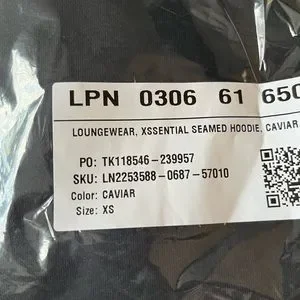 LPN 0306 61 650
LOUNGEWEAR, XSSENTIAL SEAMED HOODIE, CAVIAR
PO: TK118546-239957
SKU: LN2253588-0687-57010
Color: CAVIAR
Size: XS